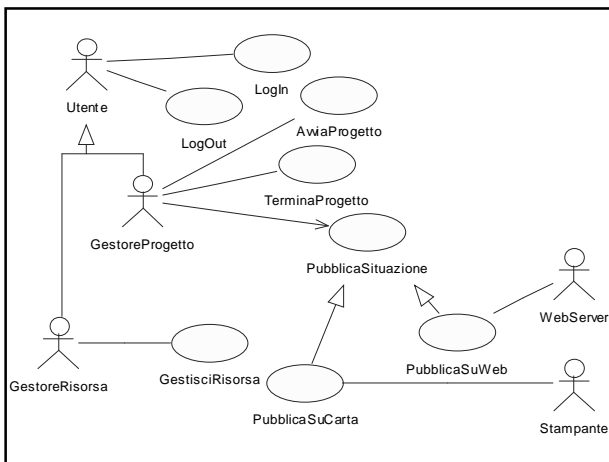 LogIn
Utente
LogOut
AvviaProgetto
TerminaProgetto
GestoreProgetto
PubblicaSituazione
WebServer
PubblicaSuWeb
GestoreRisorsa
GestisciRisorsa
PubblicaSuCarta
Stampante